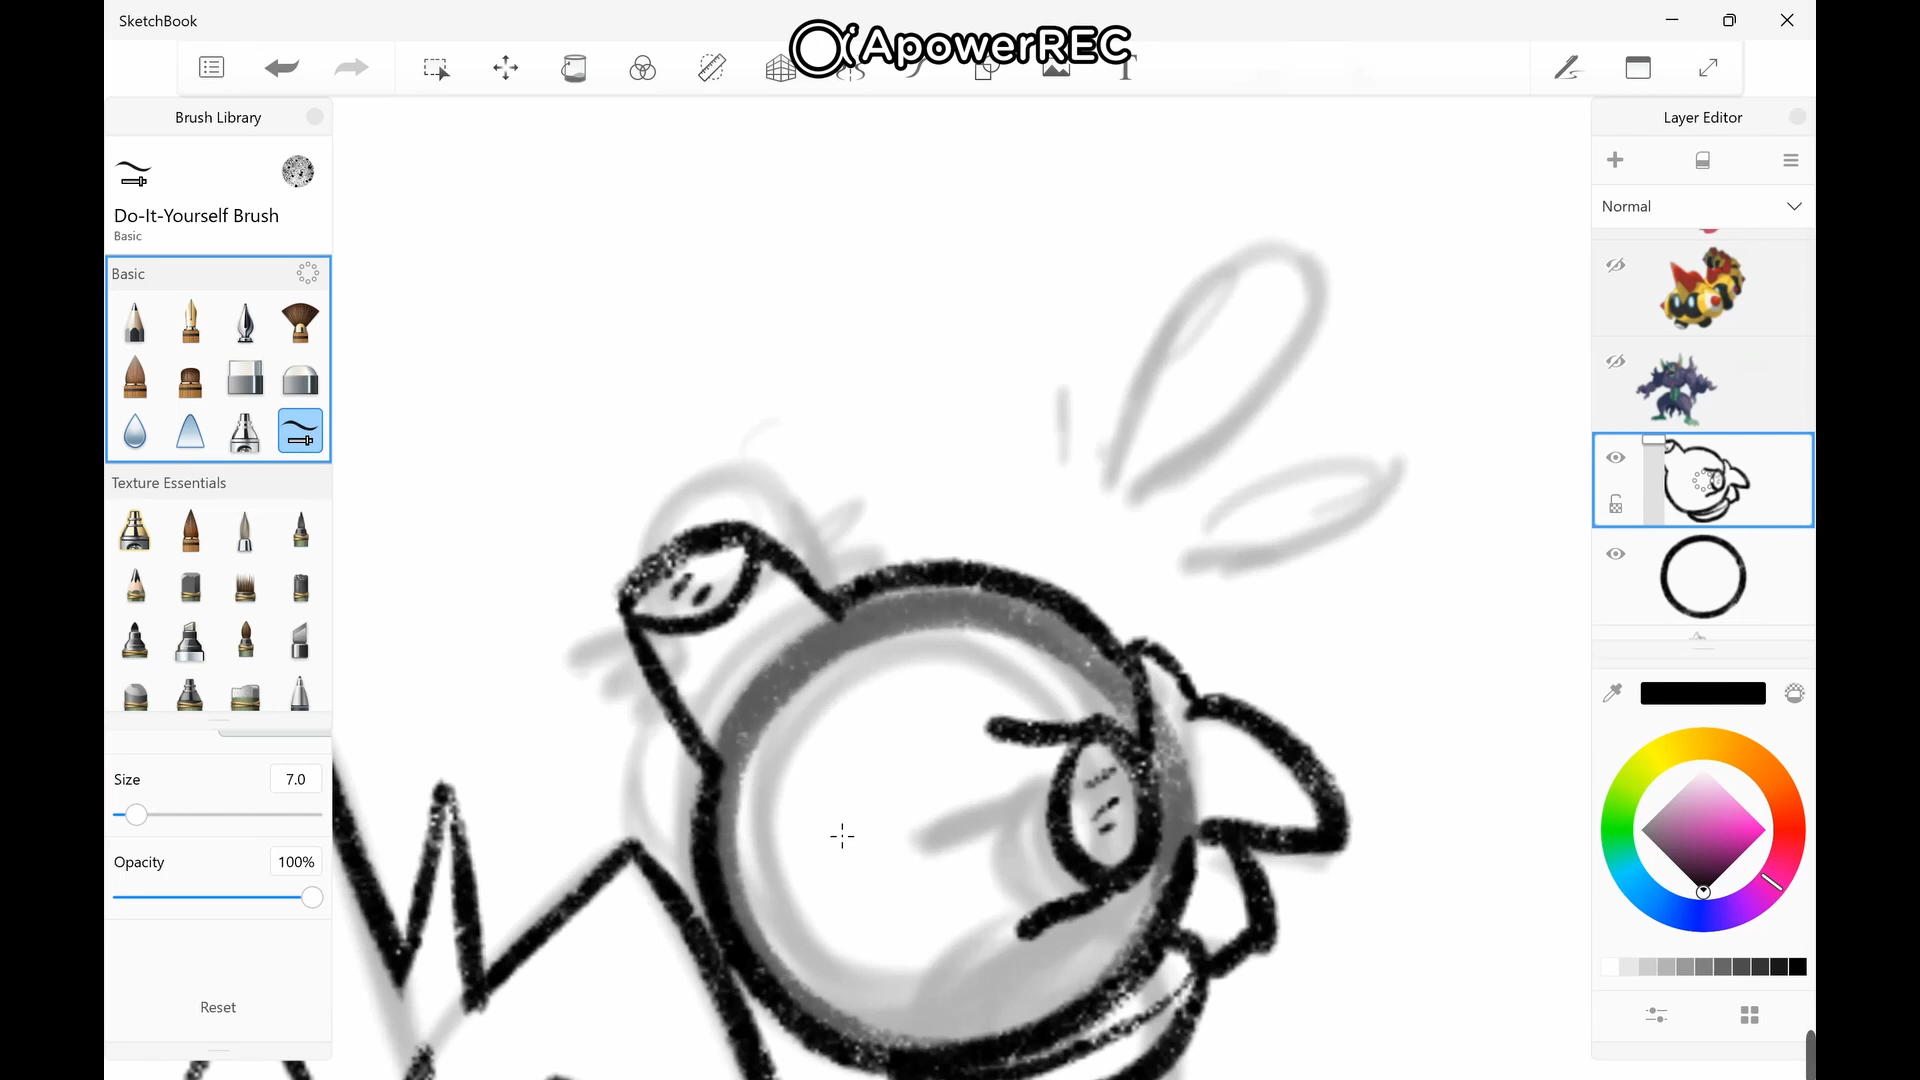 SketchBook
ApowerREC
Brush Library
Layer Editor
Do-It-Yourself Brush
Basic
Normal
Basic
Texture Essentials
Size 7.0
Opacity 100%
Reset